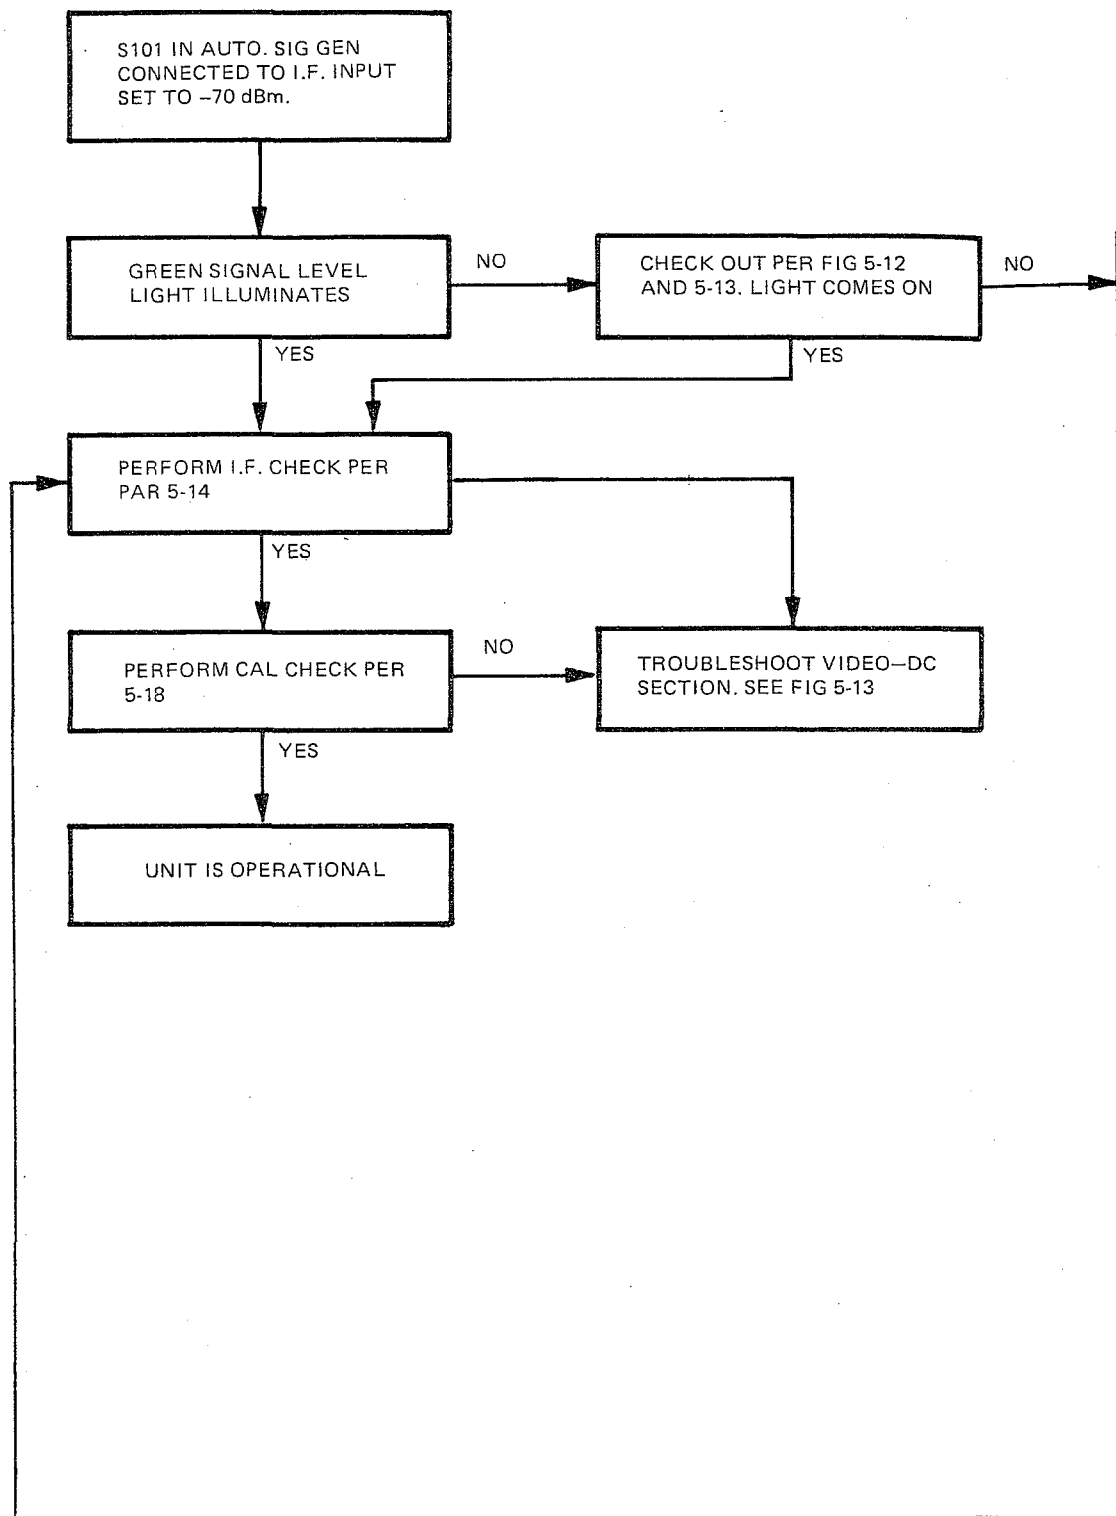 S101 IN AUTO. SIG GEN
CONNECTED TO I.F. INPUT
SET TO –70 dBm.
GREEN SIGNAL LEVEL
LIGHT ILLUMINATES
NO
CHECK OUT PER FIG 5-12
AND 5-13. LIGHT COMES ON
NO
YES
YES
PERFORM I.F. CHECK PER
PAR 5-14
YES
PERFORM CAL CHECK PER
5-18
NO
TROUBLESHOOT VIDEO–DC
SECTION. SEE FIG 5-13
YES
UNIT IS OPERATIONAL